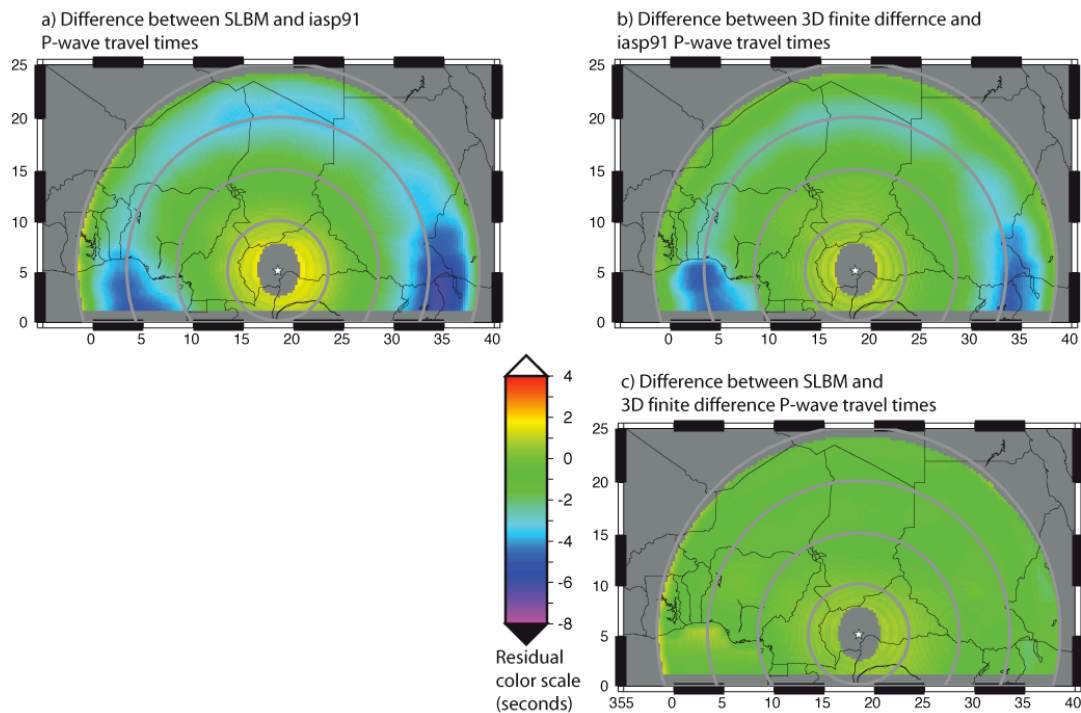 a) Difference between SLBM and iasp91
P-wave travel times
25
20
15
10
5
0
0 5 10 15 20 25 30 35 40
b) Difference between 3D finite differnce and
iasp91 P-wave travel times
25
20
15
10
5
0
0 5 10 15 20 25 30 35 40
4
2
0
-2
-4
-6
-8
Residual
color scale
(seconds)
c) Difference between SLBM and
3D finite difference P-wave travel times
25
20
15
10
5
0
355 0 5 10 15 20 25 30 35 40